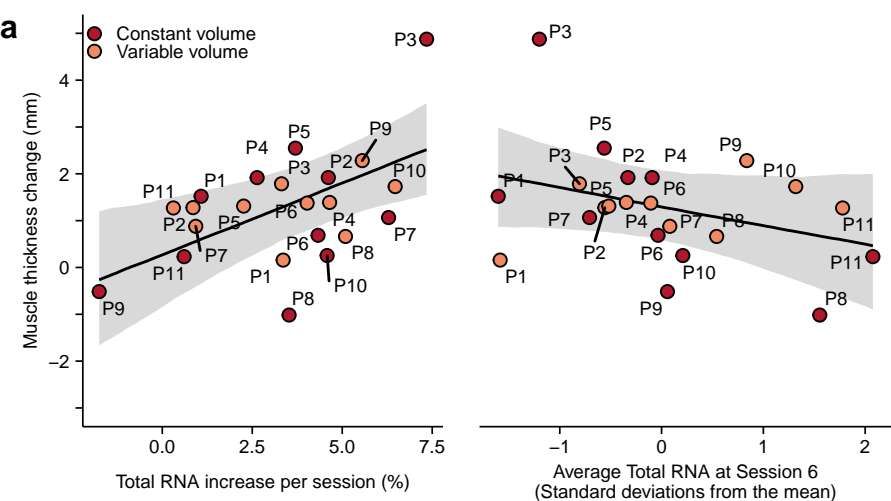 a
Constant volume
Variable volume
Muscle thickness change (mm)
4
2
0
−2
P3
P5
P9
P4
P3
P2
P10
P1
P11
P2
P5
P6
P4
P7
P7
P11
P6
P8
P1
P10
P9
P8
0.0 2.5 5.0 7.5
Total RNA increase per session (%)
P3
P5
P9
P3
P2
P4
P10
P1
P5
P6
P7
P4
P7
P8
P11
P2
P6
P11
P1
P10
P9
P8
−1 0 1 2
Average Total RNA at Session 6
(Standard deviations from the mean)